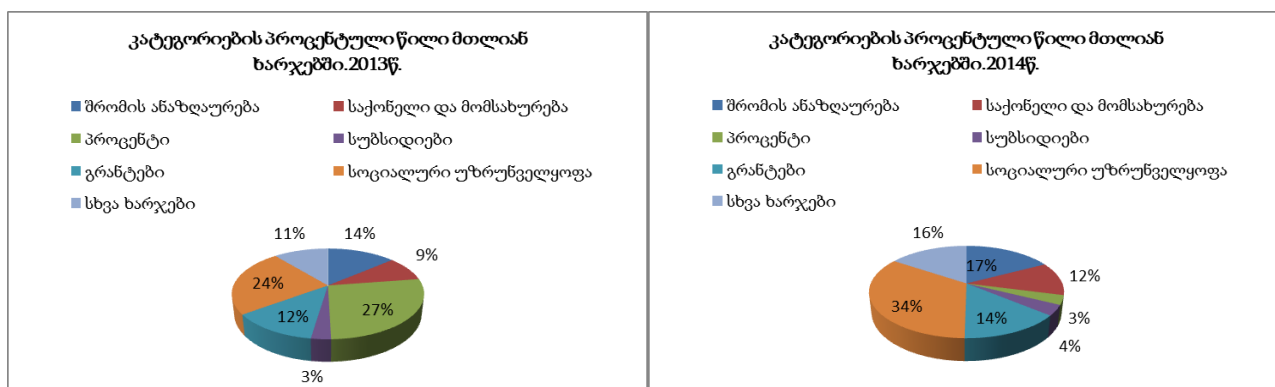 კატეგორიების პროცენტული წილი მთლიან
ხარჯებში.2013წ.
შრომის ანაზღაურება
საქონელი და მომსახურება
პროცენტი
სუბსიდიები
გრანტები
სოციალური უზრუნველყოფა
სხვა ხარჯები
11%
14%
9%
24%
27%
12%
3%
კატეგორიების პროცენტული წილი მთლიან
ხარჯებში.2014წ.
შრომის ანაზღაურება
საქონელი და მომსახურება
პროცენტი
სუბსიდიები
გრანტები
სოციალური უზრუნველყოფა
სხვა ხარჯები
16%
17%
12%
34%
14%
3%
4%